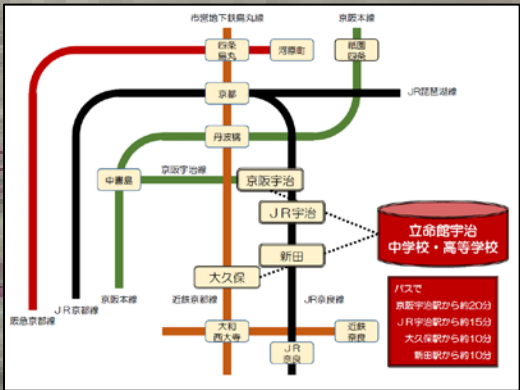 市営地下鉄烏丸線
京阪本線
四条
烏丸
河原町
祇園
四条
京都
JR琵琶湖線
丹波橋
京阪宇治線
中書島
京阪宇治
JR宇治
立命館宇治
中学校・高等学校
新田
大久保
バスで
京阪宇治駅から約20分
JR宇治駅から約15分
大久保駅から約10分
新田駅から約10分
京阪本線
近鉄京都線
JR奈良線
JR京都線
阪急京都線
大和
西大寺
近鉄
奈良
JR
奈良